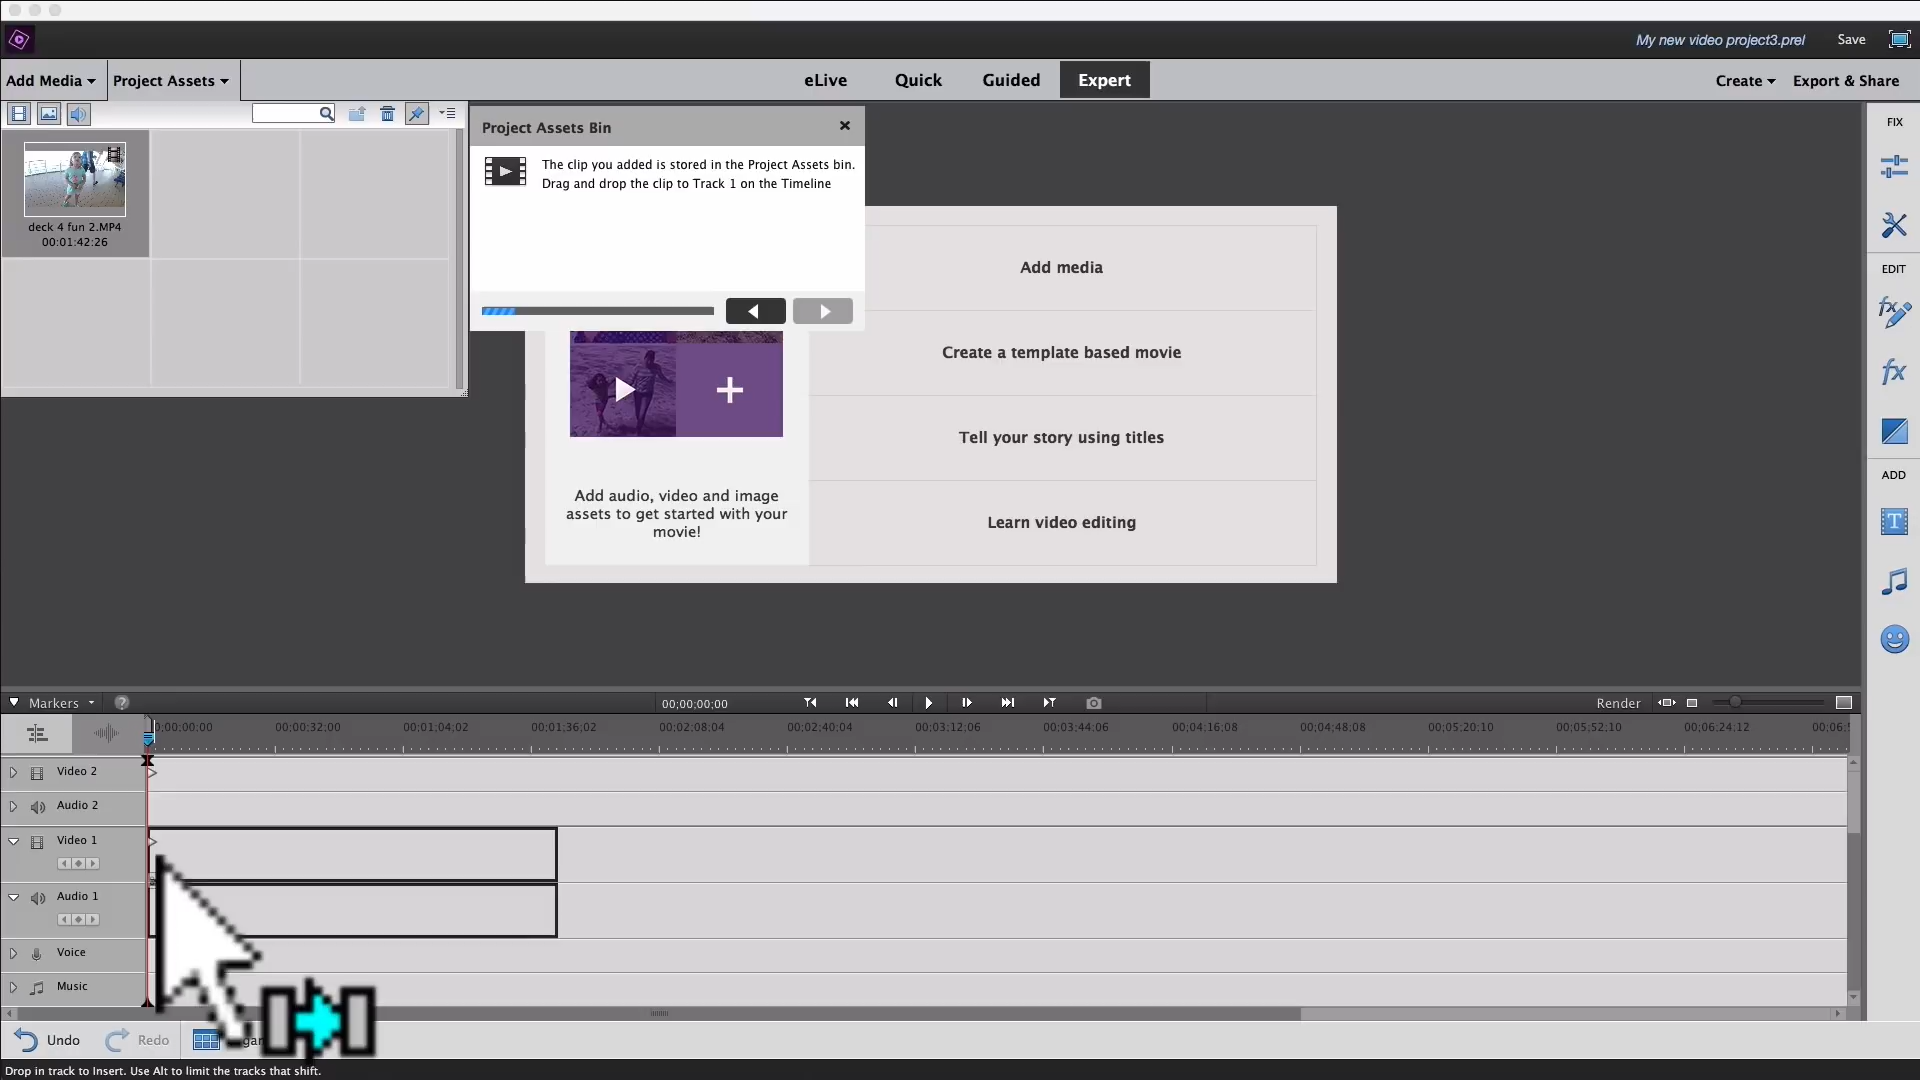 My new video project3.prel
Save
Add Media
Project Assets
eLive
Quick
Guided
Expert
Create
Export & Share
deck 4 fun 2.MP4
00:01:42:26
Project Assets Bin
The clip you added is stored in the Project Assets bin.
Drag and drop the clip to Track 1 on the Timeline
Add media
Create a template based movie
Tell your story using titles
Learn video editing
Add audio, video and image
assets to get started with your
movie!
FIX
EDIT
fx
fx
ADD
T
Markers
?
00;00;00;00
Render
00;00;32;00
00;01;04;02
00;01;36;02
00;02;08;04
00;02;40;04
00;03;12;06
00;03;44;06
00;04;16;08
00;04;48;08
00;05;20;10
00;05;52;10
00;06;24;12
Video 2
Audio 2
Video 1
Audio 1
Voice
Music
Undo
Redo
Drop in track to Insert. Use Alt to limit the tracks that shift.